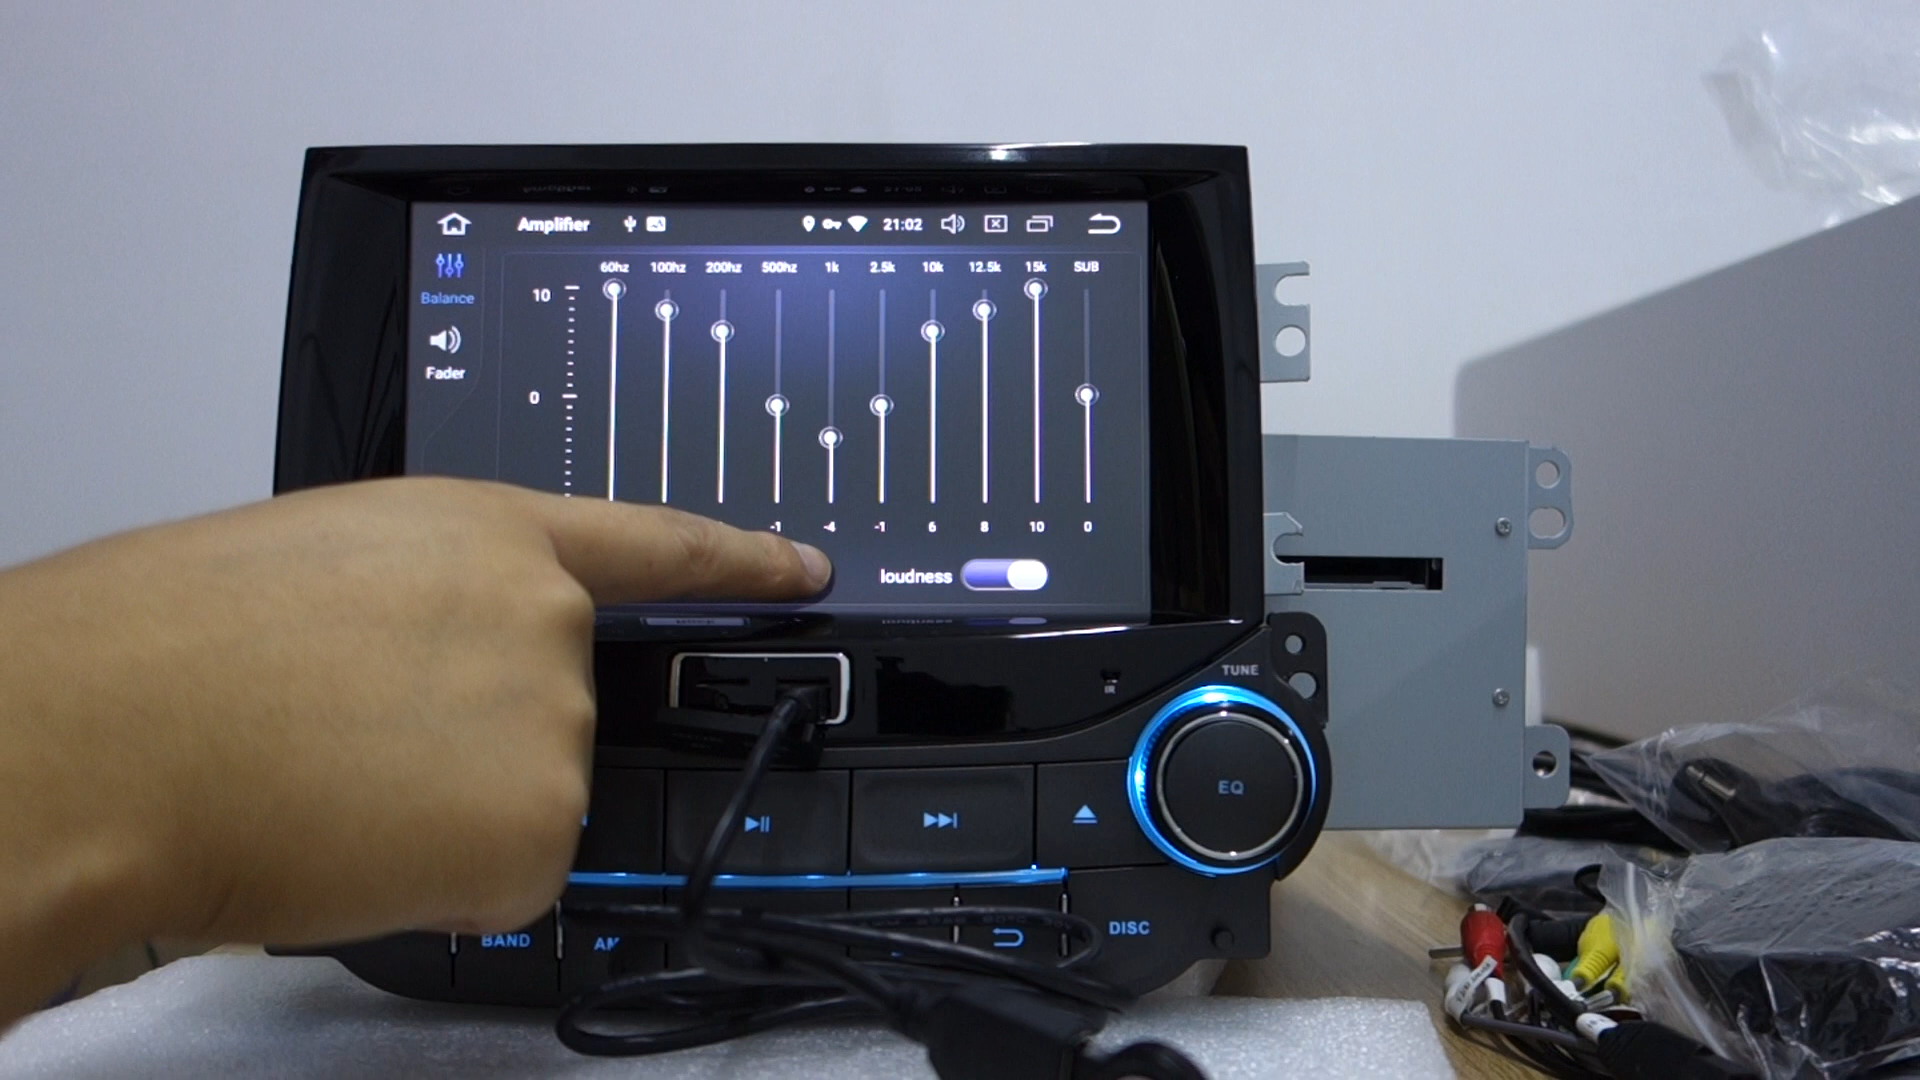 Amplifier 21:02
60hz 100hz 200hz 500hz 1k 2.5k 10k 12.5k 15k SUB
10
Balance
Fader
0
-1 -4 -1 6 8 10 0
loudness
TUNE
IR
EQ
BAND
DISC